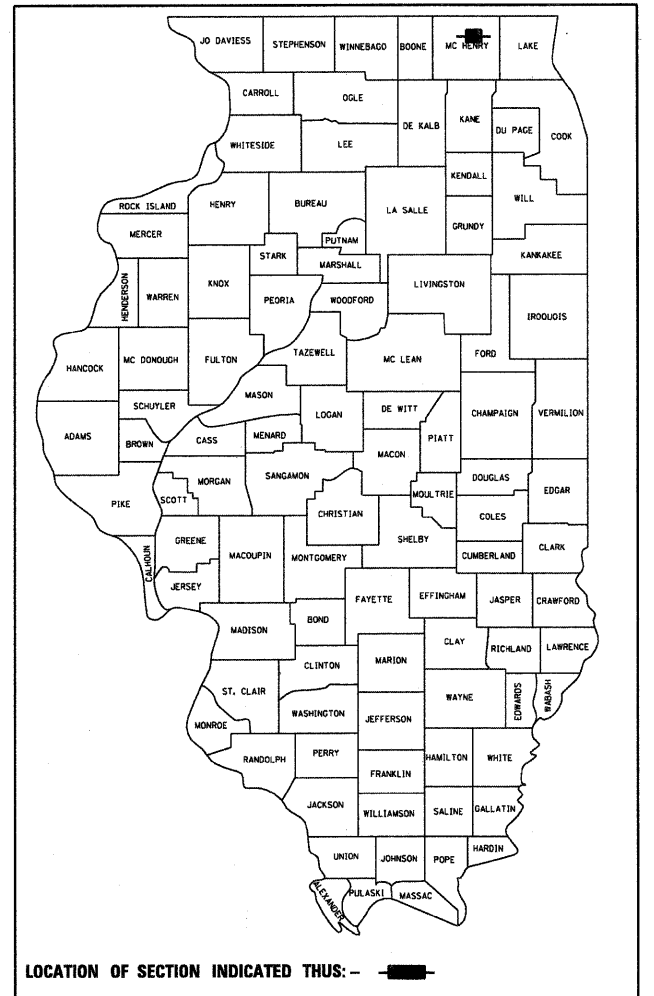 JO DAVIESS STEPHENSON WINNEBAGO BOONE MC HENRY LAKE
CARROLL OGLE DE KALB KANE DU PAGE COOK
WHITESIDE LEE
KENDALL
ROCK ISLAND HENRY BUREAU LA SALLE GRUNDY WILL
MERCER PUTNAM
STARK MARSHALL KANKAKEE
HENDERSON WARREN KNOX PEORIA WOODFORD LIVINGSTON
IROQUOIS
HANCOCK MC DONOUGH FULTON TAZEWELL MC LEAN FORD
MASON
SCHUYLER LOGAN DE WITT CHAMPAIGN VERMILION
ADAMS BROWN CASS MENARD MACON PIATT
PIKE SCOTT MORGAN SANGAMON MOULTRIE DOUGLAS EDGAR
CHRISTIAN COLES
CALHOUN GREENE MACOUPIN MONTGOMERY SHELBY CUMBERLAND CLARK
JERSEY FAYETTE EFFINGHAM JASPER CRAWFORD
MADISON BOND
CLINTON MARION CLAY RICHLAND LAWRENCE
ST. CLAIR WASHINGTON WAYNE EDWARDS WABASH
MONROE JEFFERSON
RANDOLPH PERRY HAMILTON WHITE
FRANKLIN
JACKSON WILLIAMSON SALINE GALLATIN
UNION JOHNSON POPE HARDIN
ALEXANDER PULASKI MASSAC
LOCATION OF SECTION INDICATED THUS: –